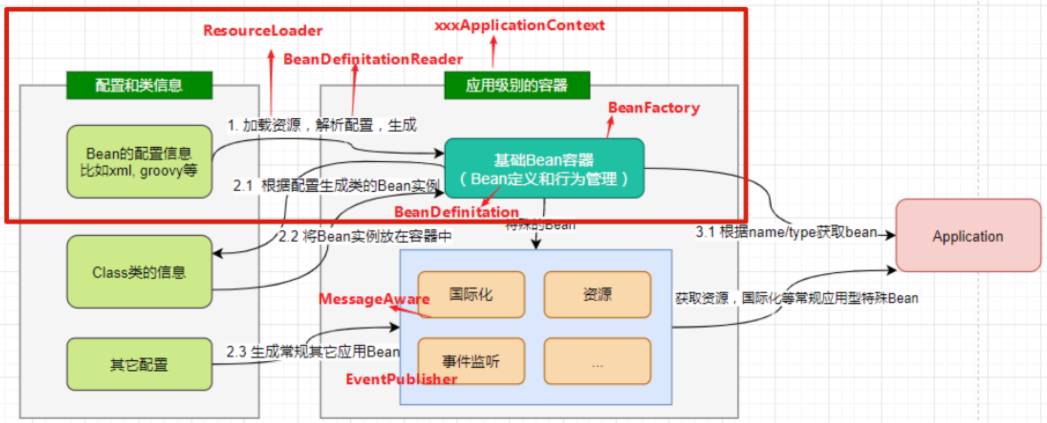 ResourceLoader
xxxApplicationContext
BeanDefinitationReader
配置和类信息
应用级别的容器
BeanFactory
1. 加载资源，解析配置，生成
Bean的配置信息
比如xml, groovy等
基础Bean容器
（Bean定义和行为管理）
2.1 根据配置生成类的Bean实例
BeanDefinitation
特殊的Bean
2.2 将Bean实例放在容器中
3.1 根据name/type获取bean
Application
Class类的信息
国际化
资源
MessageAware
获取资源，国际化等常规应用型特殊Bean
2.3 生成常规其它应用Bean
其它配置
事件监听
...
EventPublisher